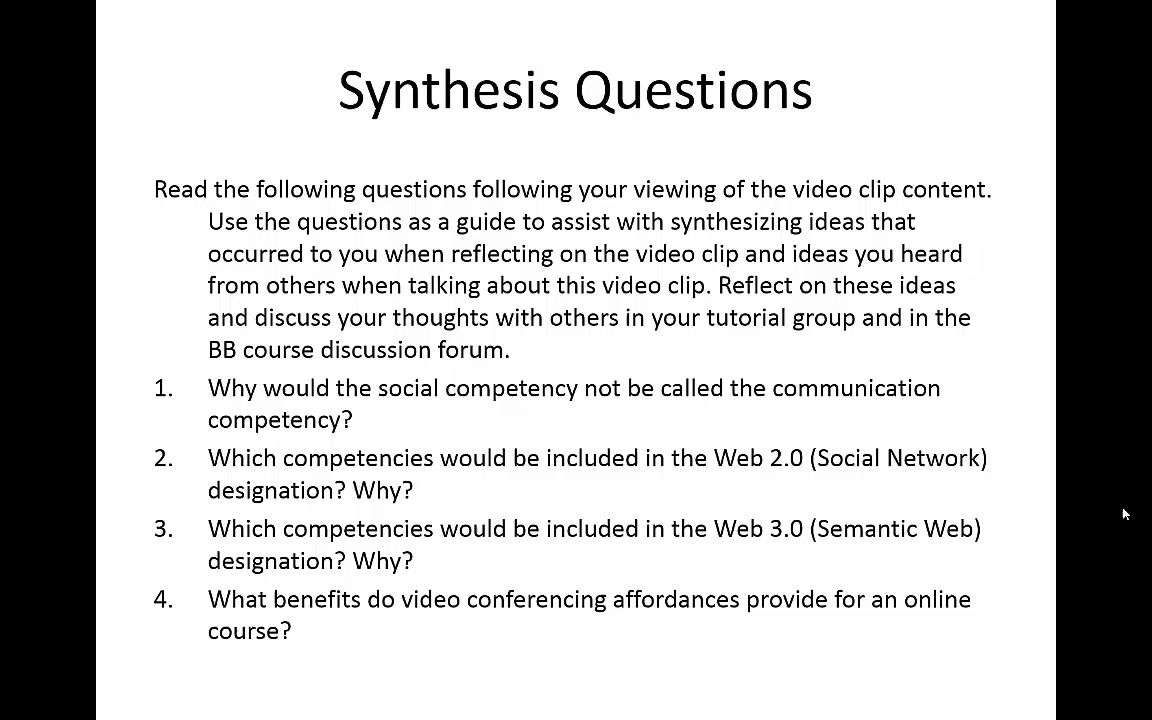 Synthesis Questions
Read the following questions following your viewing of the video clip content.
Use the questions as a guide to assist with synthesizing ideas that
occurred to you when reflecting on the video clip and ideas you heard
from others when talking about this video clip. Reflect on these ideas
and discuss your thoughts with others in your tutorial group and in the
BB course discussion forum.
1. Why would the social competency not be called the communication
competency?
2. Which competencies would be included in the Web 2.0 (Social Network)
designation? Why?
3. Which competencies would be included in the Web 3.0 (Semantic Web)
designation? Why?
4. What benefits do video conferencing affordances provide for an online
course?